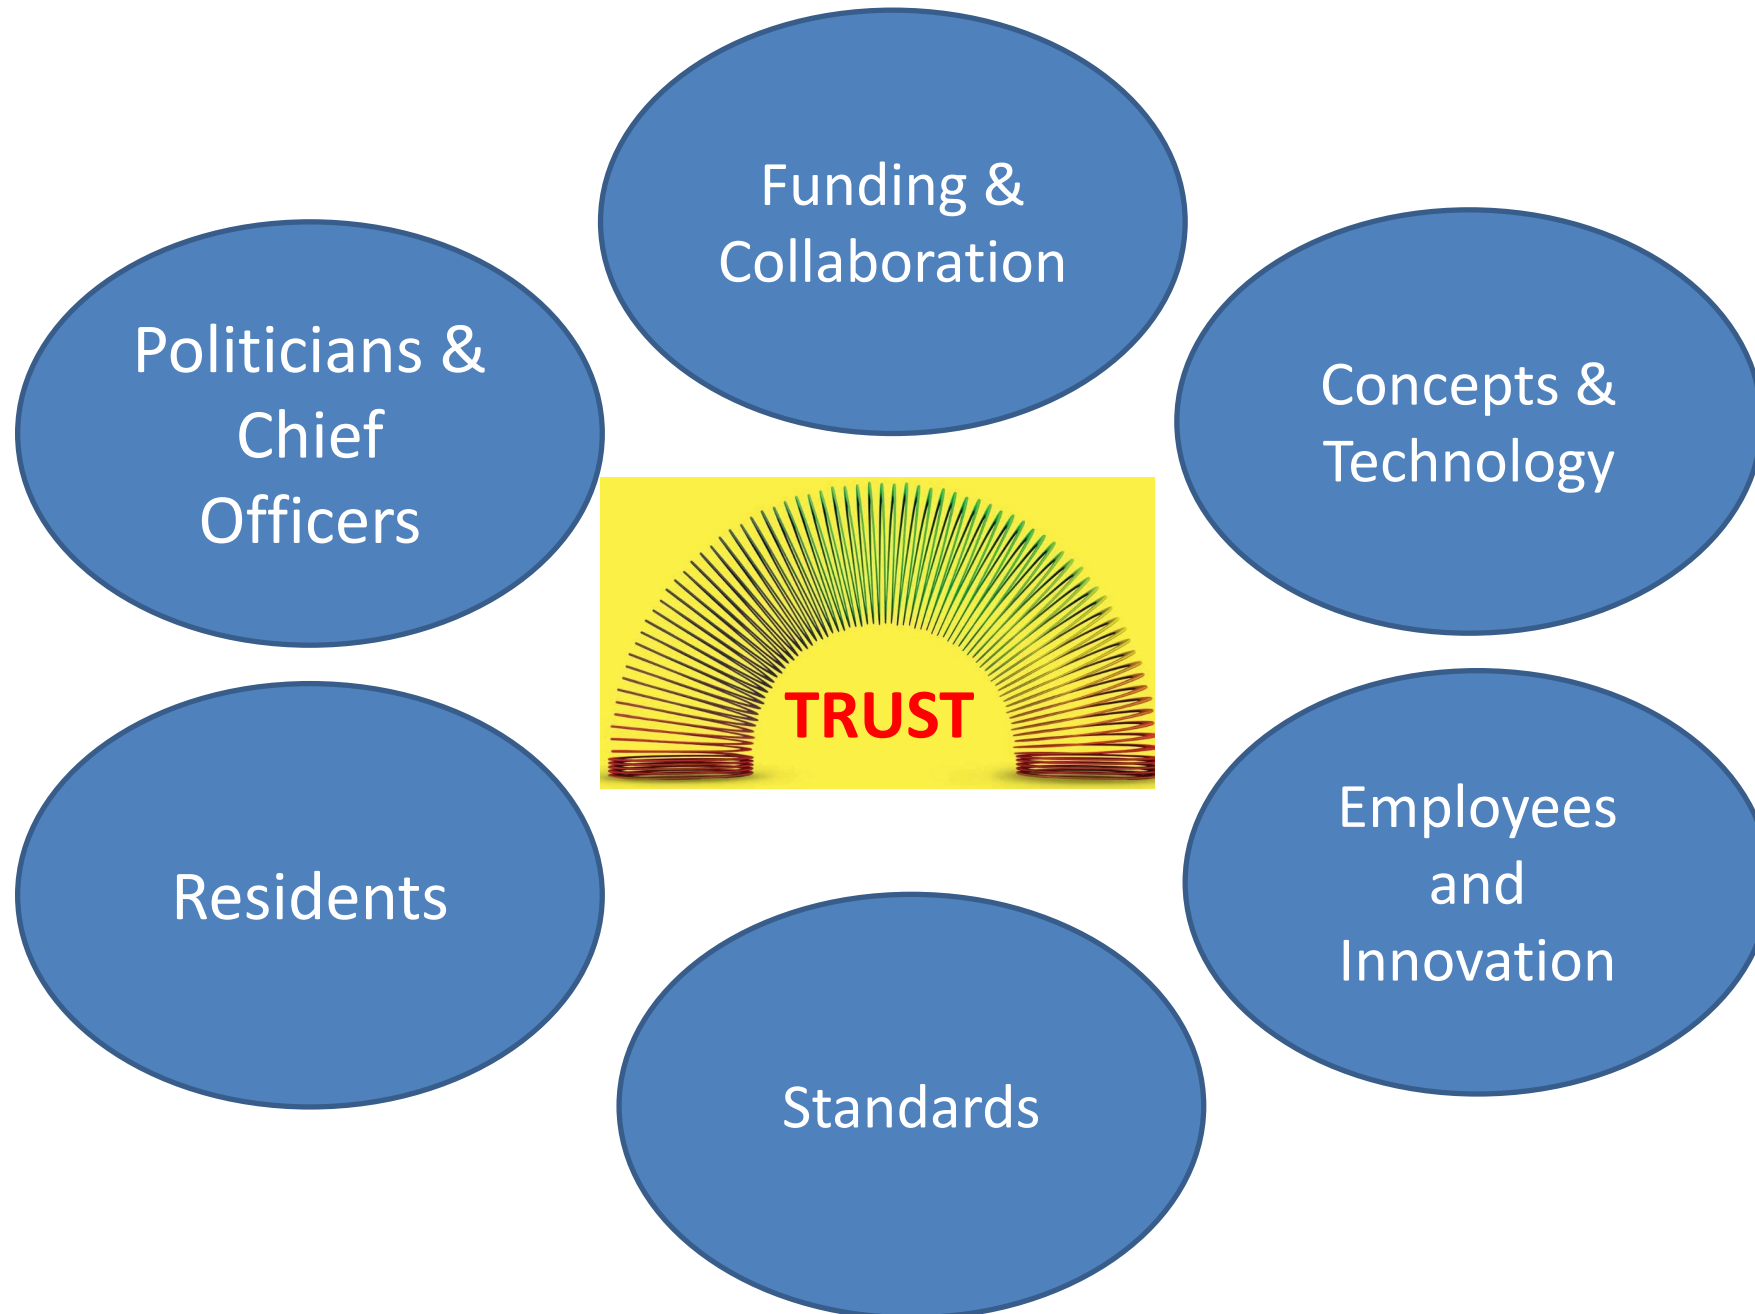 Funding &
Collaboration
Politicians &
Chief
Officers
Concepts &
Technology
TRUST
Employees
and
Innovation
Residents
Standards